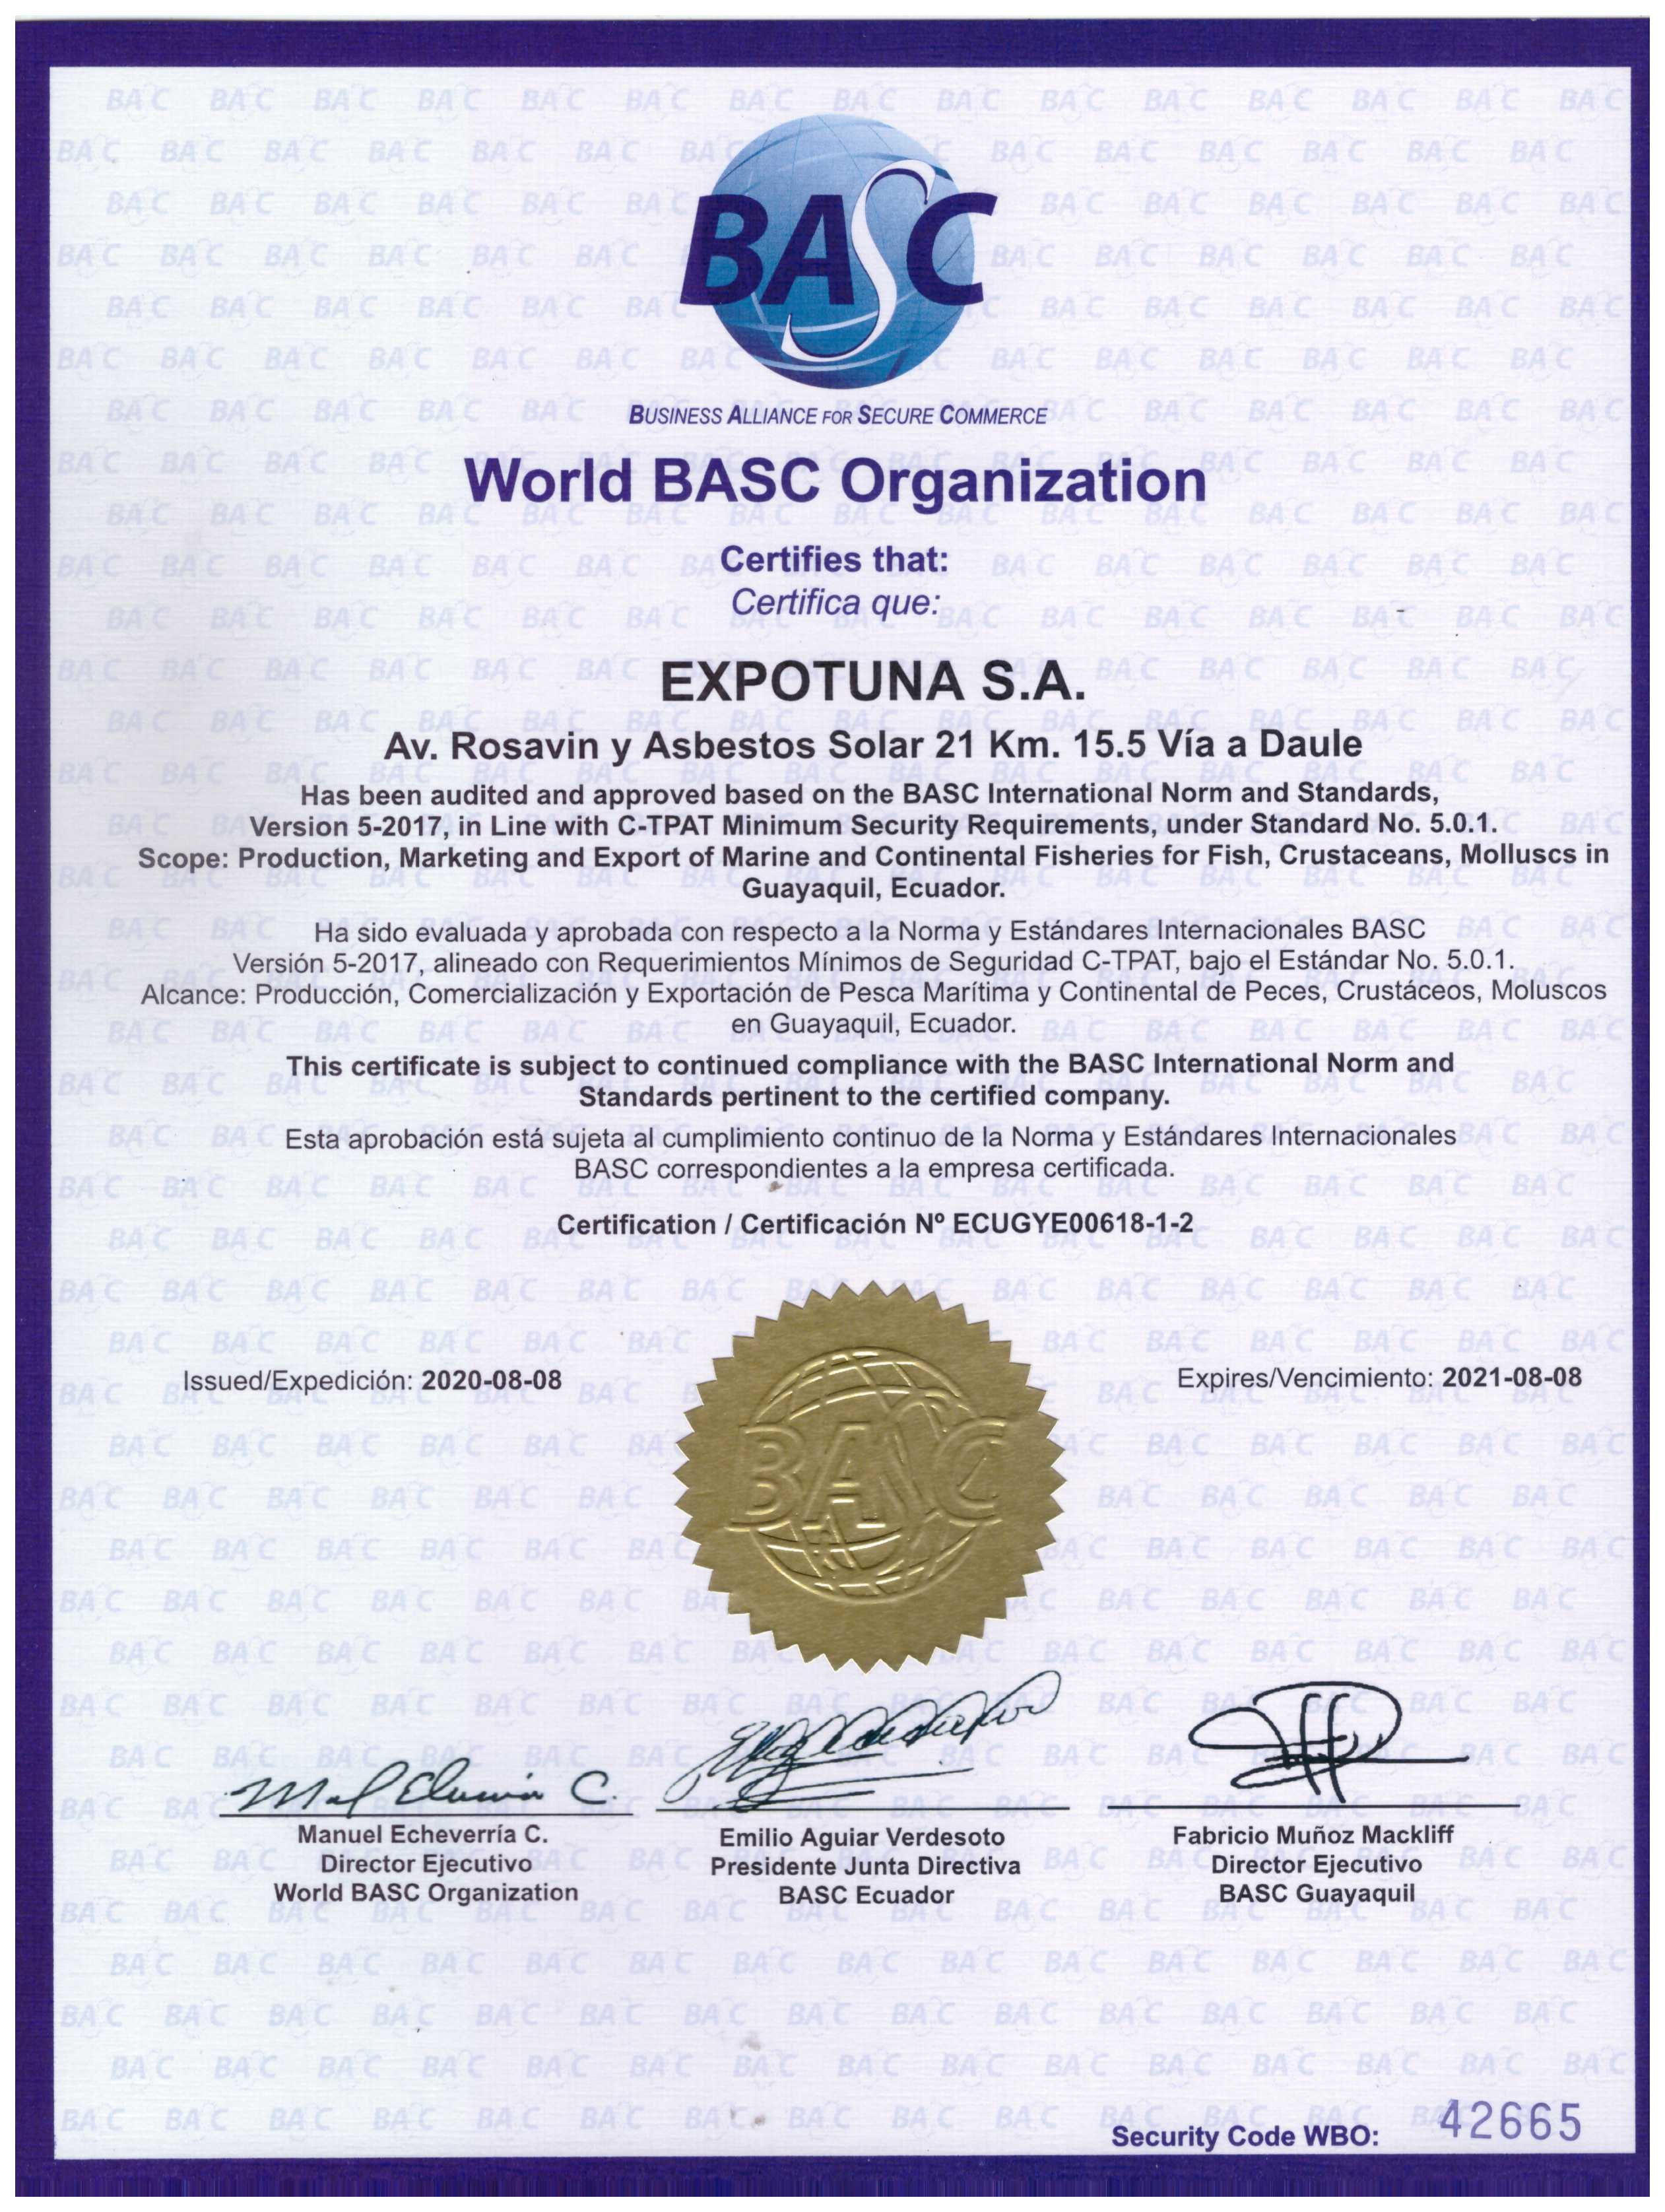 BASC
BUSINESS ALLIANCE FOR SECURE COMMERCE
World BASC Organization
Certifies that:
Certifica que:
EXPOTUNA S.A.
Av. Rosavin y Asbestos Solar 21 Km. 15.5 Vía a Daule
Has been audited and approved based on the BASC International Norm and Standards,
Version 5-2017, in Line with C-TPAT Minimum Security Requirements, under Standard No. 5.0.1.
Scope: Production, Marketing and Export of Marine and Continental Fisheries for Fish, Crustaceans, Molluscs in
Guayaquil, Ecuador.
Ha sido evaluada y aprobada con respecto a la Norma y Estándares Internacionales BASC
Versión 5-2017, alineado con Requerimientos Mínimos de Seguridad C-TPAT, bajo el Estándar No. 5.0.1.
Alcance: Producción, Comercialización y Exportación de Pesca Marítima y Continental de Peces, Crustáceos, Moluscos
en Guayaquil, Ecuador.
This certificate is subject to continued compliance with the BASC International Norm and
Standards pertinent to the certified company.
Esta aprobación está sujeta al cumplimiento continuo de la Norma y Estándares Internacionales
BASC correspondientes a la empresa certificada.
Certification / Certificación Nº ECUGYE00618-1-2
Issued/Expedición: 2020-08-08
Expires/Vencimiento: 2021-08-08
BASC
Manuel Echeverría C.
Director Ejecutivo
World BASC Organization
Emilio Aguiar Verdesoto
Presidente Junta Directiva
BASC Ecuador
Fabricio Muñoz Mackliff
Director Ejecutivo
BASC Guayaquil
Security Code WBO: 42665